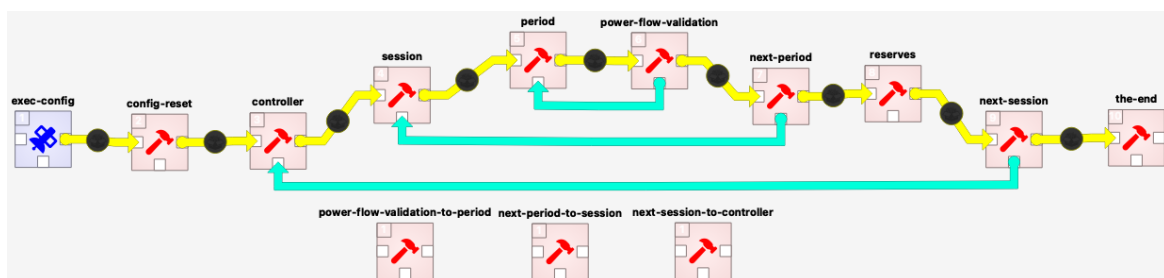 period
power-flow-validation
session
next-period
reserves
exec-config
config-reset
controller
next-session
the-end
power-flow-validation-to-period
next-period-to-session
next-session-to-controller